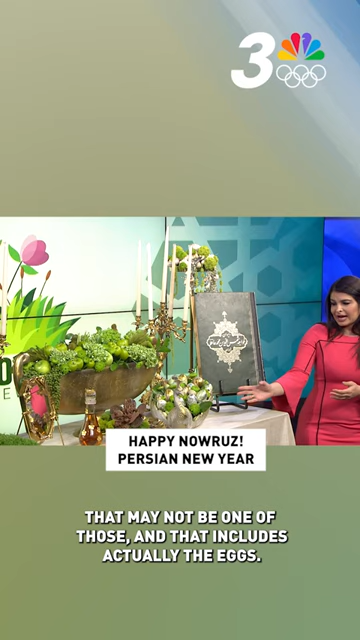 3
HAPPY NOWRUZ!
PERSIAN NEW YEAR
THAT MAY NOT BE ONE OF
THOSE, AND THAT INCLUDES
ACTUALLY THE EGGS.